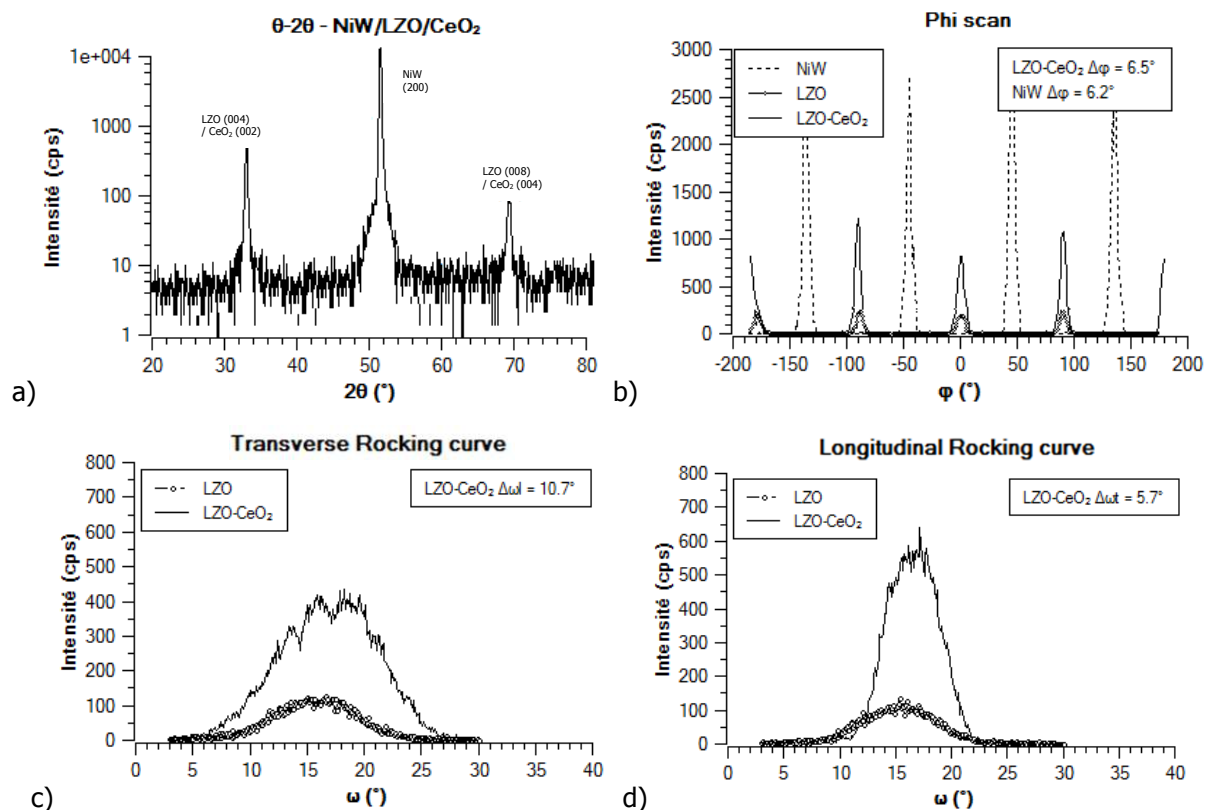 θ-2θ - NiW/LZO/CeO₂
1e+004
1000
100
10
1
Intensité (cps)
LZO (004)
/ CeO₂ (002)
NiW
(200)
LZO (008)
/ CeO₂ (004)
20 30 40 50 60 70 80
2θ (°)
a)
Phi scan
3000
2500
2000
1500
1000
500
0
Intensité (cps)
NiW
LZO
LZO-CeO₂
LZO-CeO₂ Δφ = 6.5°
NiW Δφ = 6.2°
-200 -150 -100 -50 0 50 100 150 200
φ (°)
b)
Transverse Rocking curve
800
700
600
500
400
300
200
100
0
Intensité (cps)
LZO
LZO-CeO₂
LZO-CeO₂ Δωl = 10.7°
0 5 10 15 20 25 30 35 40
ω (°)
c)
Longitudinal Rocking curve
800
700
600
500
400
300
200
100
0
Intensité (cps)
LZO
LZO-CeO₂
LZO-CeO₂ Δωt = 5.7°
0 10 20 30 40
ω (°)
d)